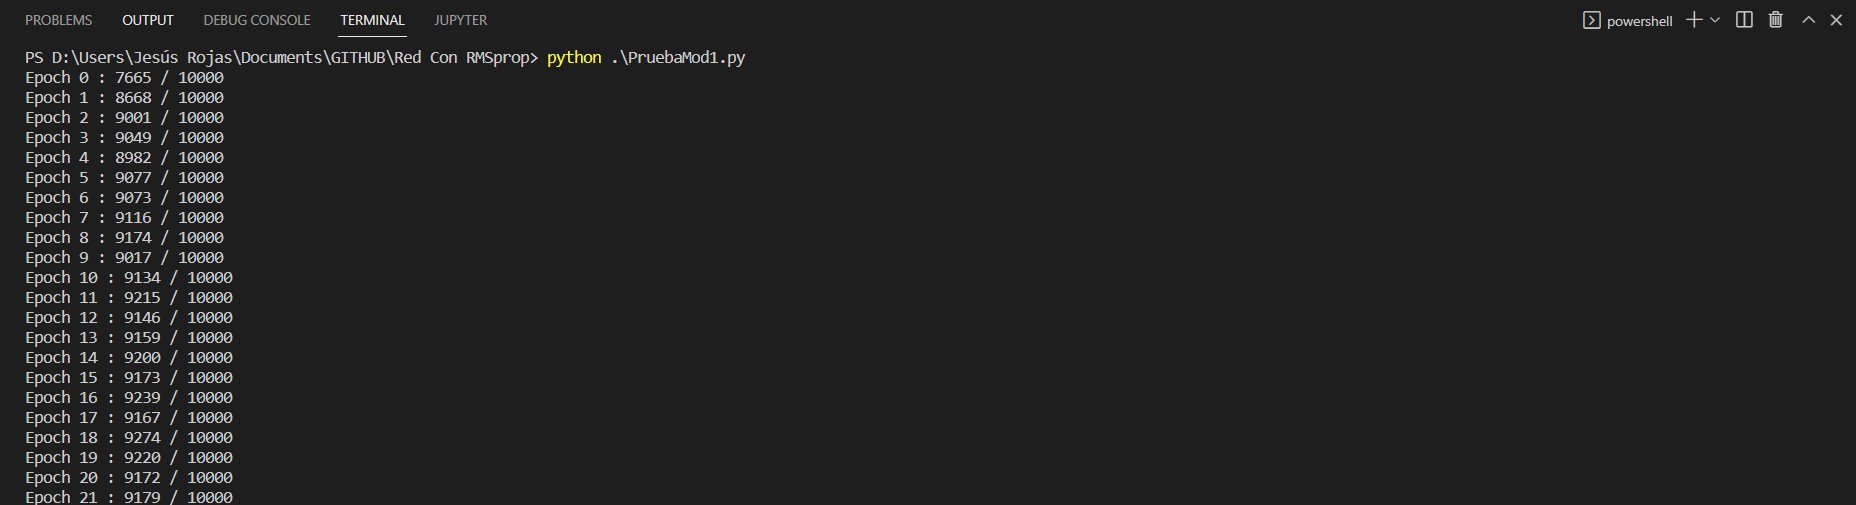 PROBLEMS OUTPUT DEBUG CONSOLE TERMINAL JUPYTER powershell
PS D:\Users\Jesús Rojas\Documents\GITHUB\Red Con RMSprop> python .\PruebaMod1.py
Epoch 0 : 7665 / 10000
Epoch 1 : 8668 / 10000
Epoch 2 : 9001 / 10000
Epoch 3 : 9049 / 10000
Epoch 4 : 8982 / 10000
Epoch 5 : 9077 / 10000
Epoch 6 : 9073 / 10000
Epoch 7 : 9116 / 10000
Epoch 8 : 9174 / 10000
Epoch 9 : 9017 / 10000
Epoch 10 : 9134 / 10000
Epoch 11 : 9215 / 10000
Epoch 12 : 9146 / 10000
Epoch 13 : 9159 / 10000
Epoch 14 : 9200 / 10000
Epoch 15 : 9173 / 10000
Epoch 16 : 9239 / 10000
Epoch 17 : 9167 / 10000
Epoch 18 : 9274 / 10000
Epoch 19 : 9220 / 10000
Epoch 20 : 9172 / 10000
Epoch 21 : 9179 / 10000